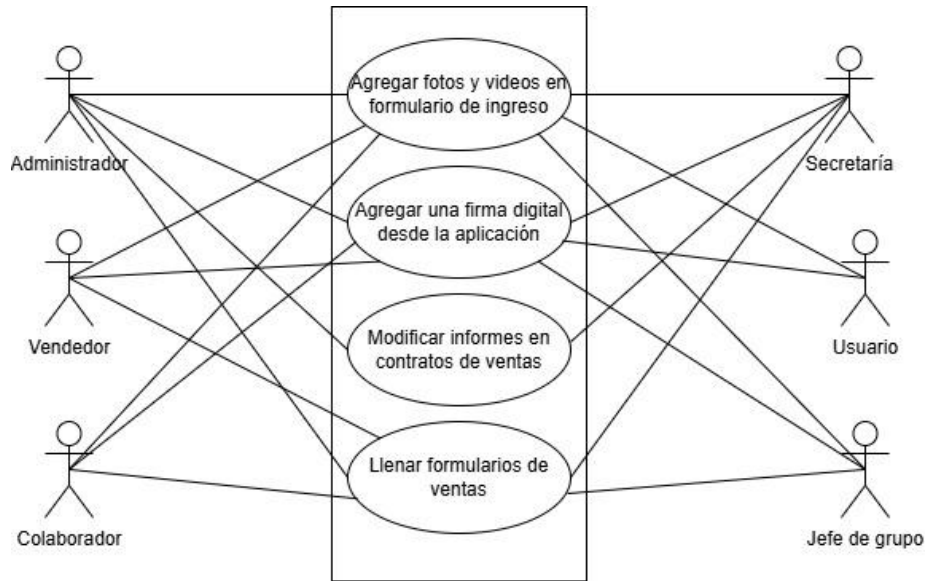 Agregar fotos y videos en
formulario de ingreso
Administrador
Secretaría
Agregar una firma digital
desde la aplicación
Vendedor
Usuario
Modificar informes en
contratos de ventas
Llenar formularios de
ventas
Colaborador
Jefe de grupo